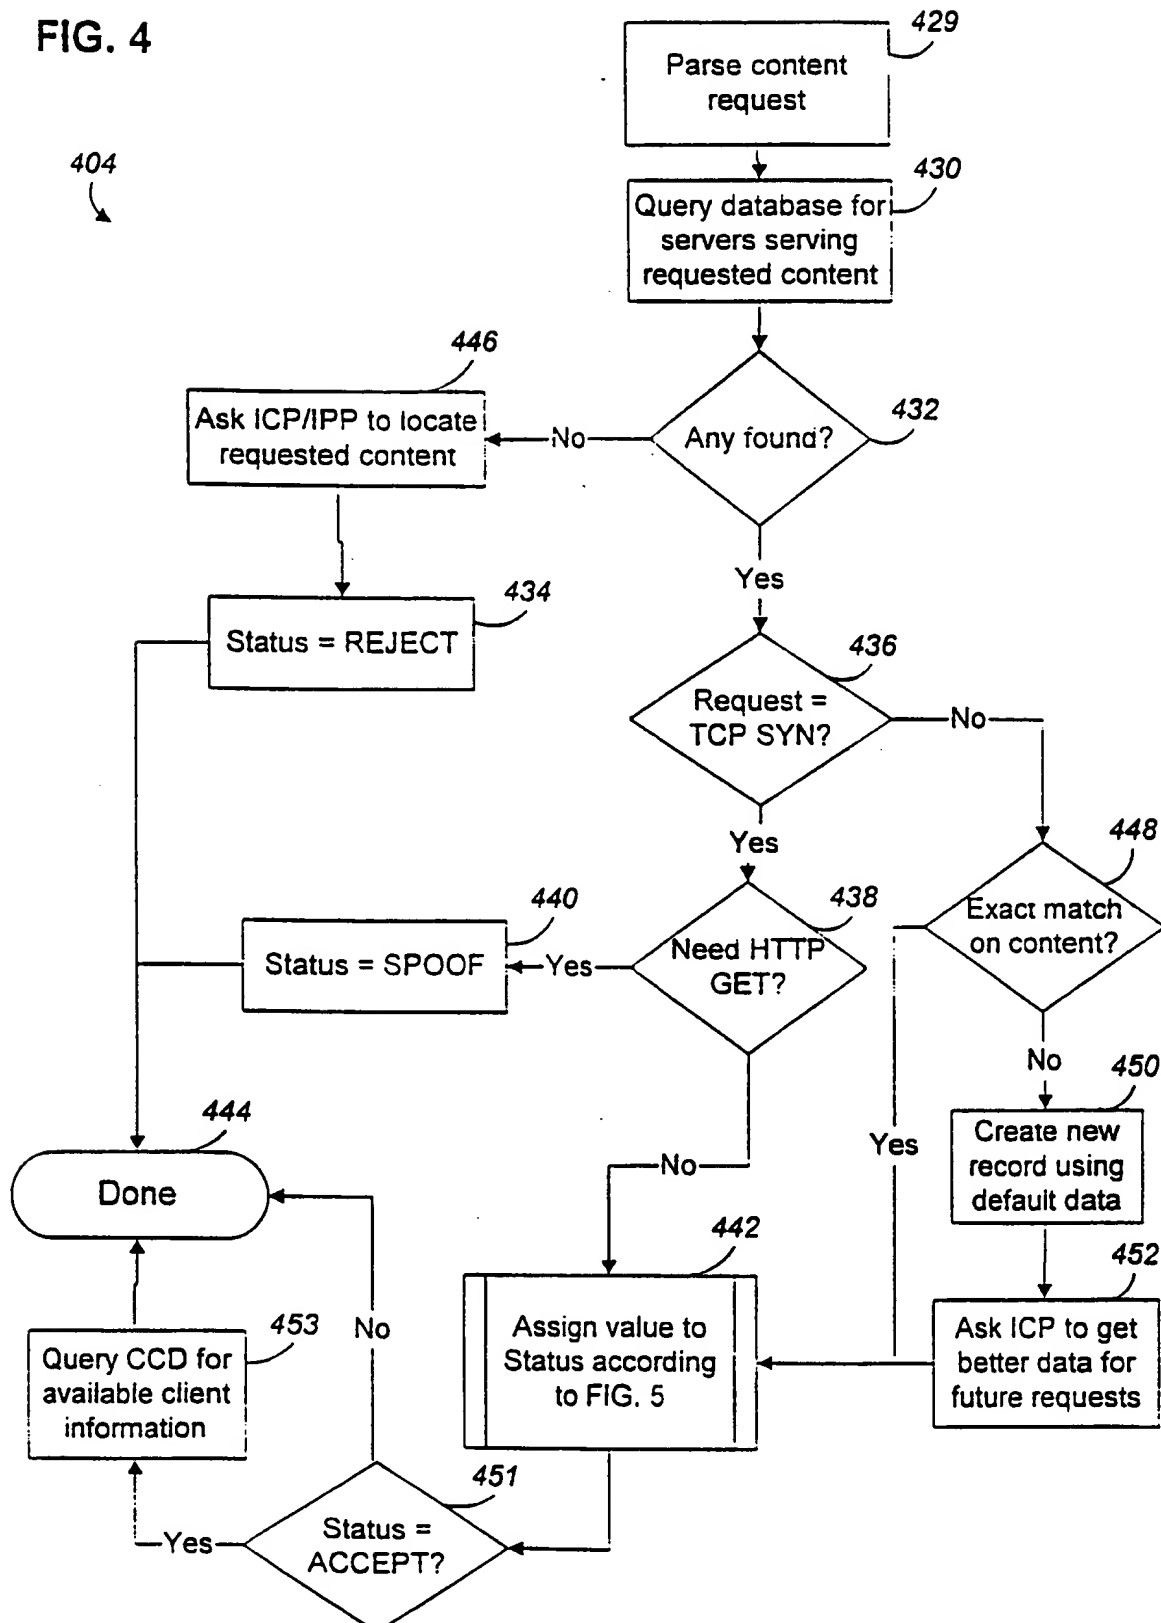 FIG. 4
404
429
Parse content
request
430
Query database for
servers serving
requested content
446
Ask ICP/IPP to locate
requested content
No
432
Any found?
Yes
434
Status = REJECT
436
Request =
TCP SYN?
No
Yes
448
Exact match
on content?
440
Status = SPOOF
Yes
438
Need HTTP
GET?
No
450
Create new
record using
default data
Yes
444
Done
No
442
Assign value to
Status according
to FIG. 5
452
Ask ICP to get
better data for
future requests
453
Query CCD for
available client
information
No
451
Status =
ACCEPT?
Yes